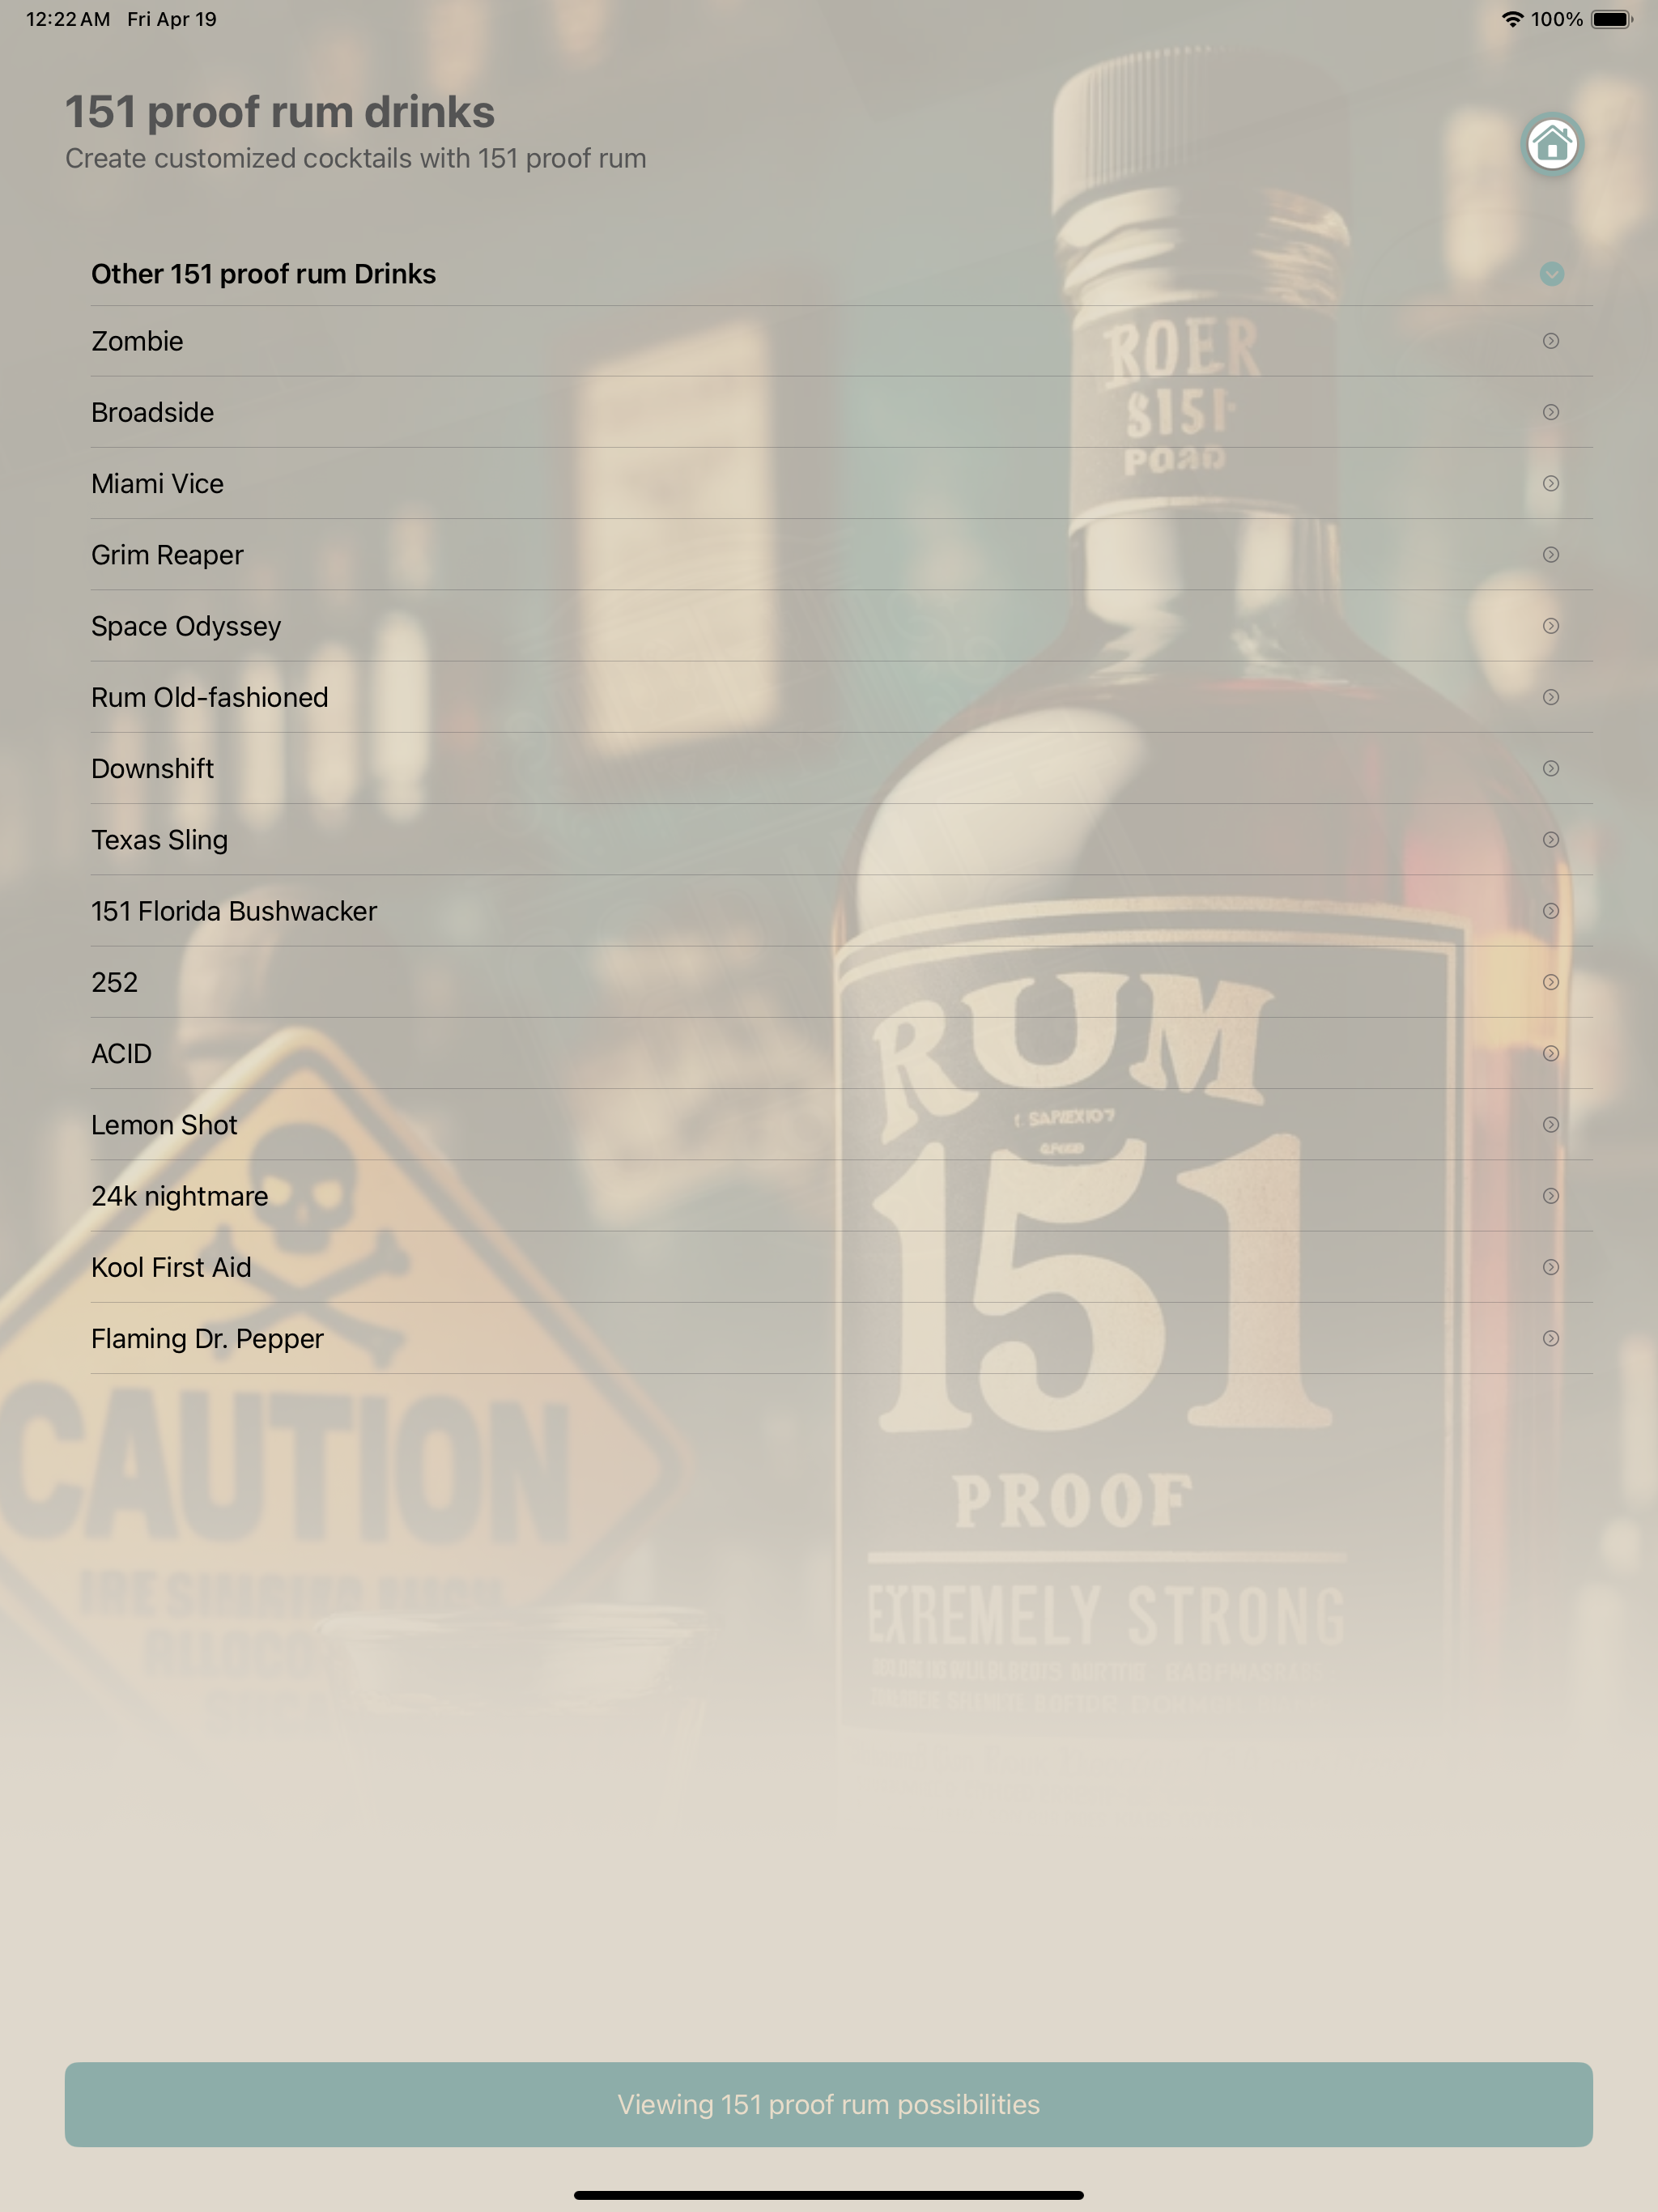 12:22 AM Fri Apr 19
100%
151 proof rum drinks
Create customized cocktails with 151 proof rum
Other 151 proof rum Drinks
Zombie
Broadside
Miami Vice
Grim Reaper
Space Odyssey
Rum Old-fashioned
Downshift
Texas Sling
151 Florida Bushwacker
252
ACID
Lemon Shot
24k nightmare
Kool First Aid
Flaming Dr. Pepper
ROER
S151
RUM
151
PROOF
EXREMELY STRONG
CAUTION
Viewing 151 proof rum possibilities